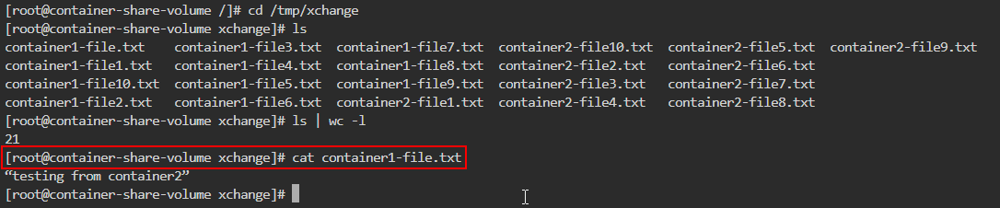 [root@container-share-volume /]# cd /tmp/xchange
[root@container-share-volume xchange]# ls
container1-file.txt container1-file3.txt container1-file7.txt container2-file10.txt container2-file5.txt container2-file9.txt
container1-file1.txt container1-file4.txt container1-file8.txt container2-file2.txt container2-file6.txt
container1-file10.txt container1-file5.txt container1-file9.txt container2-file3.txt container2-file7.txt
container1-file2.txt container1-file6.txt container2-file1.txt container2-file4.txt container2-file8.txt
[root@container-share-volume xchange]# ls | wc -l
21
[root@container-share-volume xchange]# cat container1-file.txt
“testing from container2”
[root@container-share-volume xchange]#